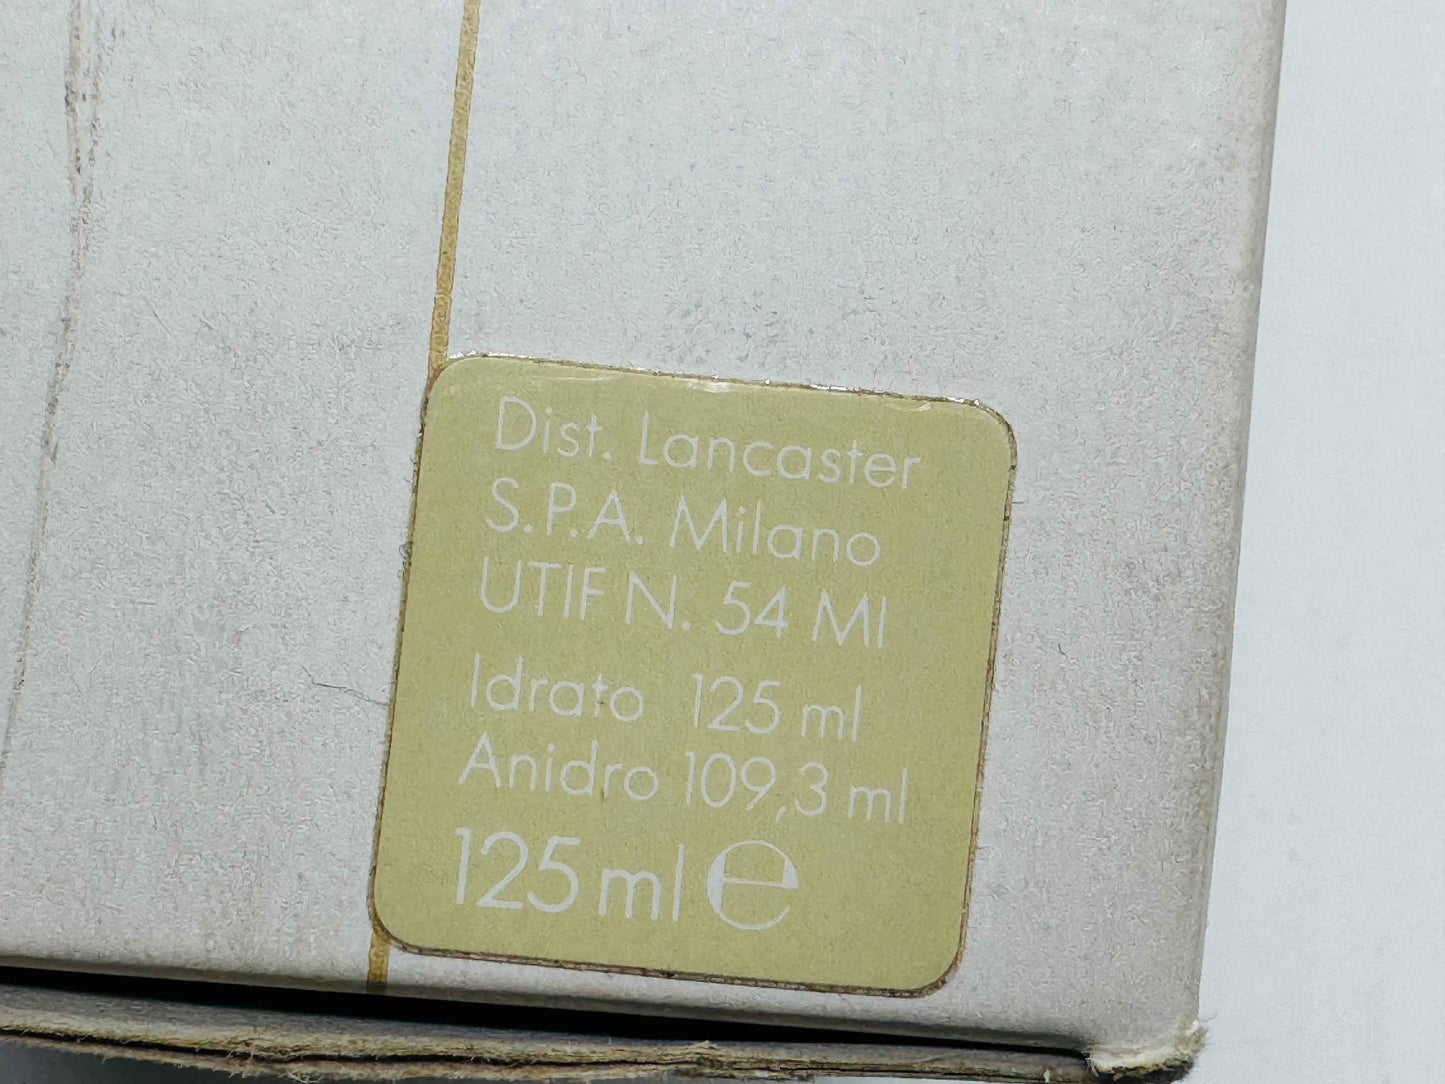 Dist. Lancaster
S.P.A. Milano
UTIF N. 54 MI
Idrato 125 ml
Anidro 109,3 ml
125 ml ℮